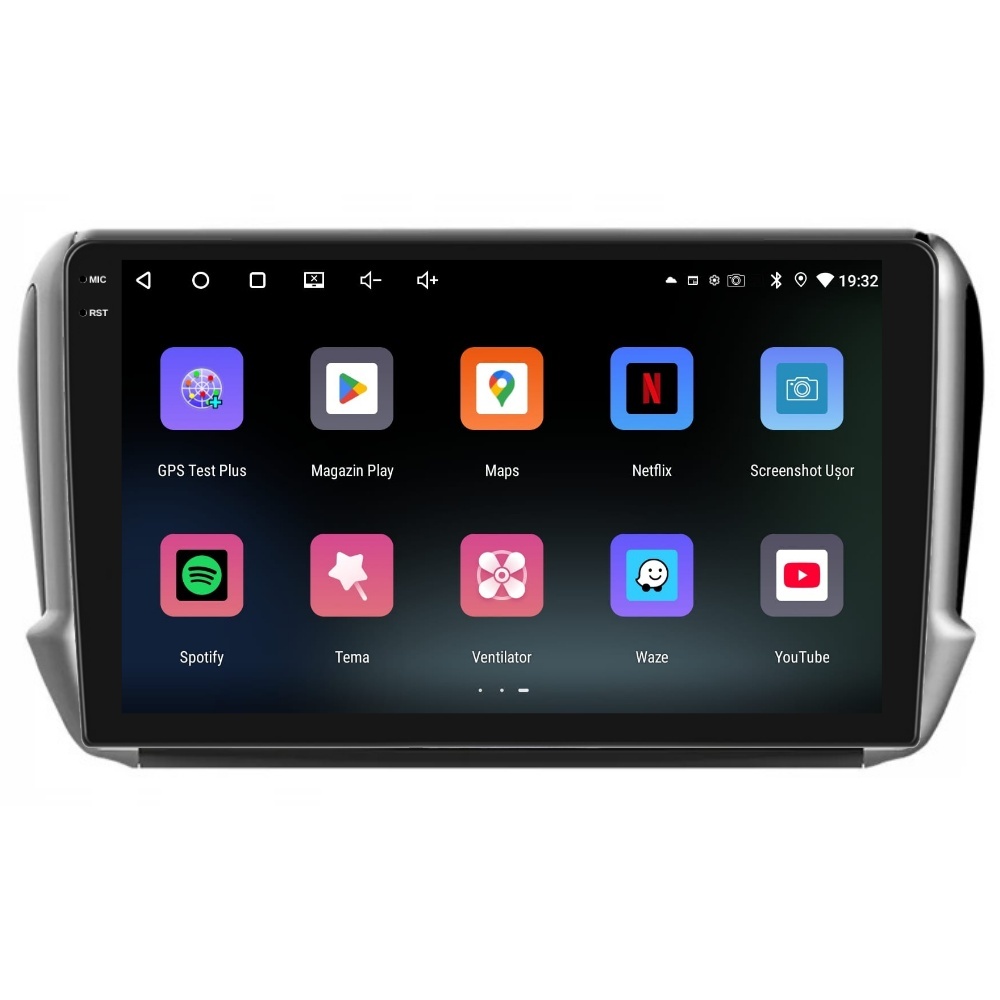 MIC
19:32
RST
GPS Test Plus
Magazin Play
Maps
Netflix
Screenshot Ușor
Spotify
Tema
Ventilator
Waze
YouTube